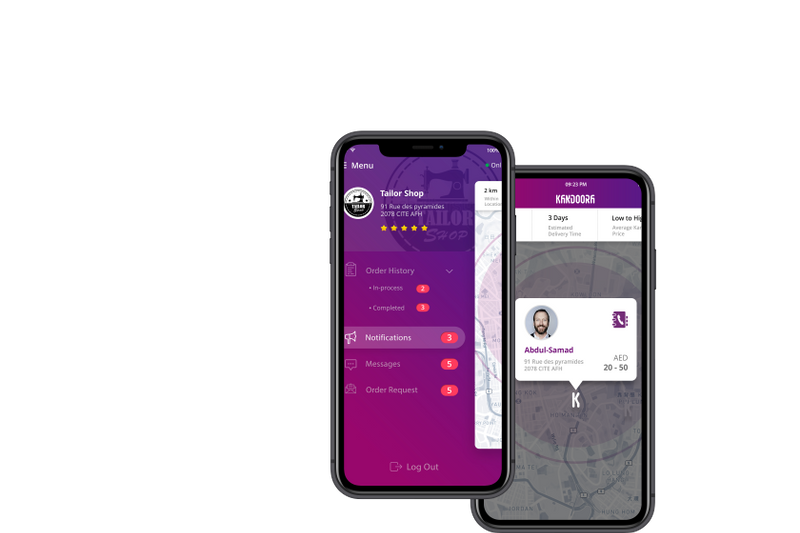 100%
Menu
Onl
Tailor Shop
91 Rue des pyramides
2078 CITE AFH
TAILOR
SHOP
Order History
• In-process 2
• Completed 3
Notifications 3
Messages 5
Order Request 5
Log Out
2 km
Within
Location
09:23 PM
KANDOORA
3 Days
Estimated
Delivery Time
Low to Hig
Average Kan
Price
Abdul-Samad
91 Rue des pyramides
2078 CITE AFH
AED
20 - 50
K